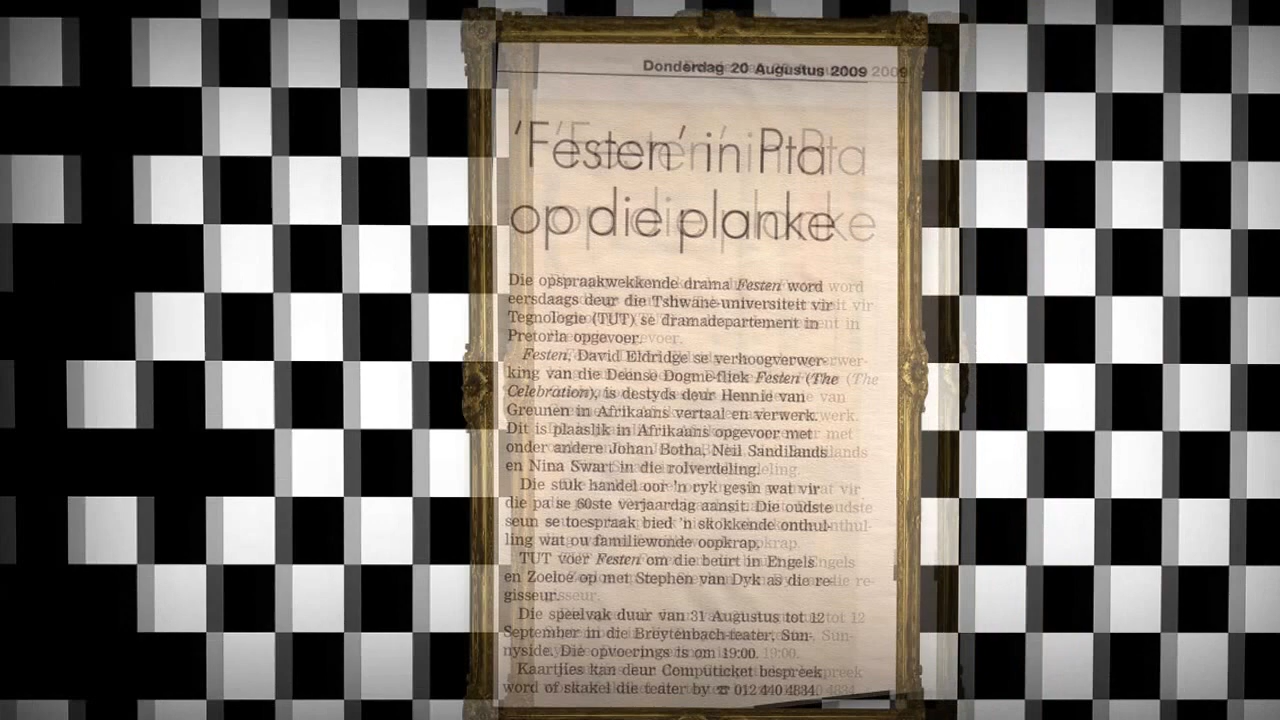 Donderdag 20 Augustus 2009
'Festen' in Pta
op die planke
Die opspraakwekkende drama Festen word
eersdaags deur die Tshwane-universiteit vir
Tegnologie (TUT) se dramadepartement in
Pretoria opgevoer.
Festen, David Eldridge se verhoogverwer-
king van die Deense Dogme-fliek Festen (The
Celebration), is destyds deur Hennie van
Greunen in Afrikaans vertaal en verwerk.
Dit is plaaslik in Afrikaans opgevoer met
onder andere Johan Botha, Neil Sandilands
en Nina Swart in die rolverdeling.
Die stuk handel oor 'n ryk gesin wat vir
die pa se 60ste verjaardag aansit. Die oudste
seun se toespraak bied 'n skokkende onthul-
ling wat ou familiewonde oopkrap.
TUT voer Festen om die beurt in Engels
en Zoeloe op met Stephen van Dyk as die re-
gisseur.
Die speelvak duur van 31 Augustus tot 12
September in die Breytenbach-teater, Sun-
nyside. Die opvoerings is om 19:00.
Kaartjies kan deur Computicket bespreek
word of skakel die teater by ☎ 012 440 4834